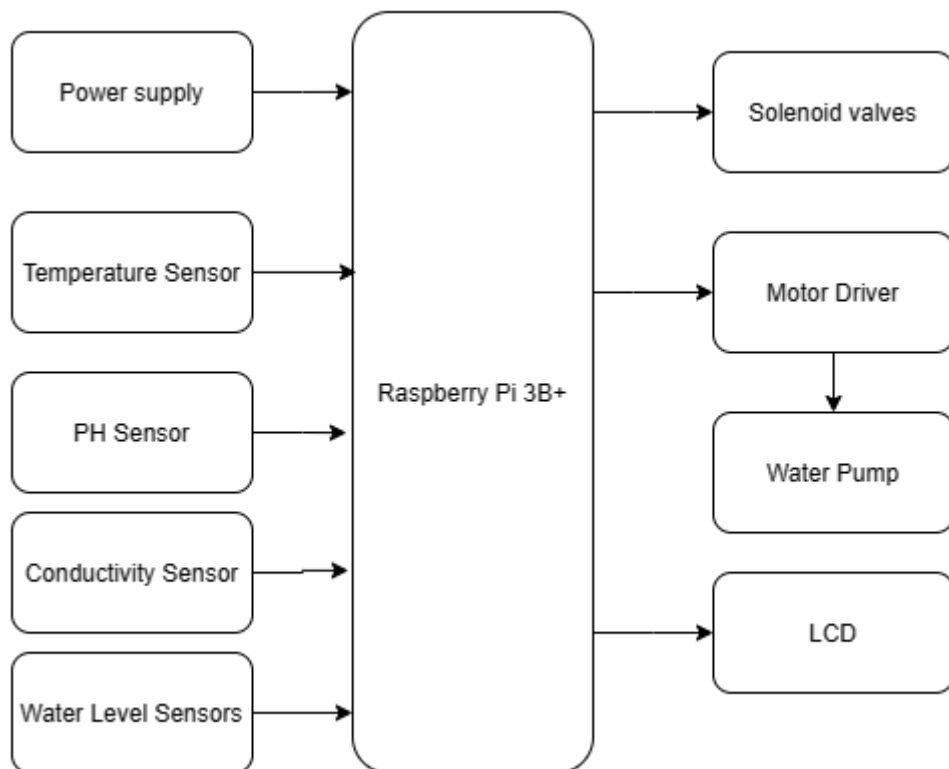 Power supply
Temperature Sensor
PH Sensor
Conductivity Sensor
Water Level Sensors
Raspberry Pi 3B+
Solenoid valves
Motor Driver
Water Pump
LCD